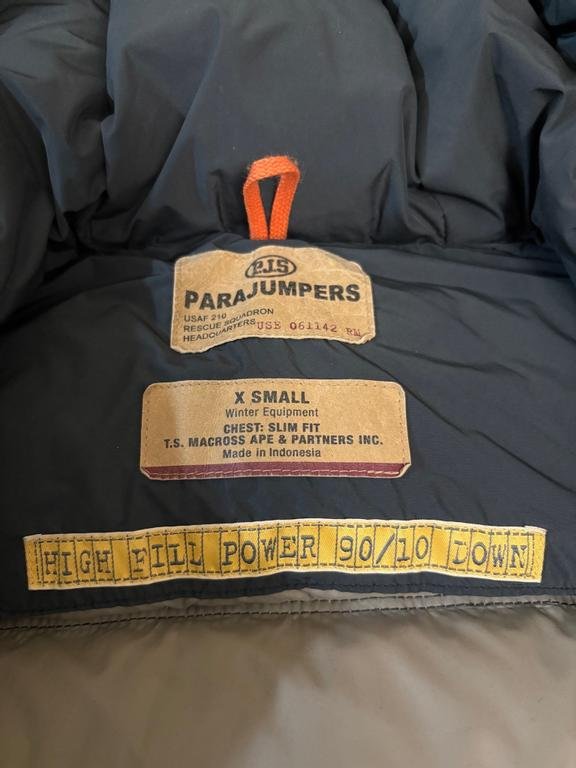 P.J.S
PARAJUMPERS
USAF 210
RESCUE SQUADRON
HEADQUARTERS USE 061142 RM
X SMALL
Winter Equipment
CHEST: SLIM FIT
T.S. MACROSS APE & PARTNERS INC.
Made in Indonesia
HIGH FILL POWER 90/10 DOWN